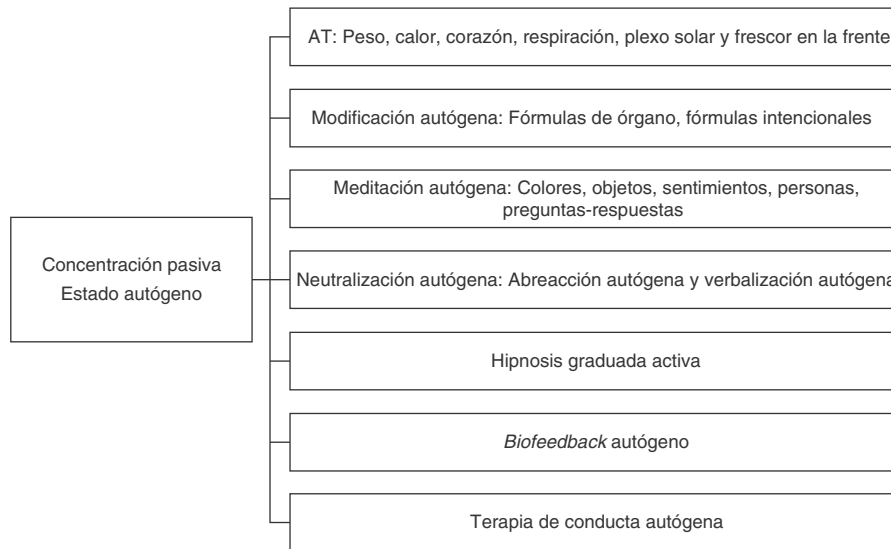 AT: Peso, calor, corazón, respiración, plexo solar y frescor en la frente
Modificación autógena: Fórmulas de órgano, fórmulas intencionales
Meditación autógena: Colores, objetos, sentimientos, personas,
preguntas-respuestas
Concentración pasiva
Estado autógeno
Neutralización autógena: Abreacción autógena y verbalización autógena
Hipnosis graduada activa
Biofeedback autógeno
Terapia de conducta autógena